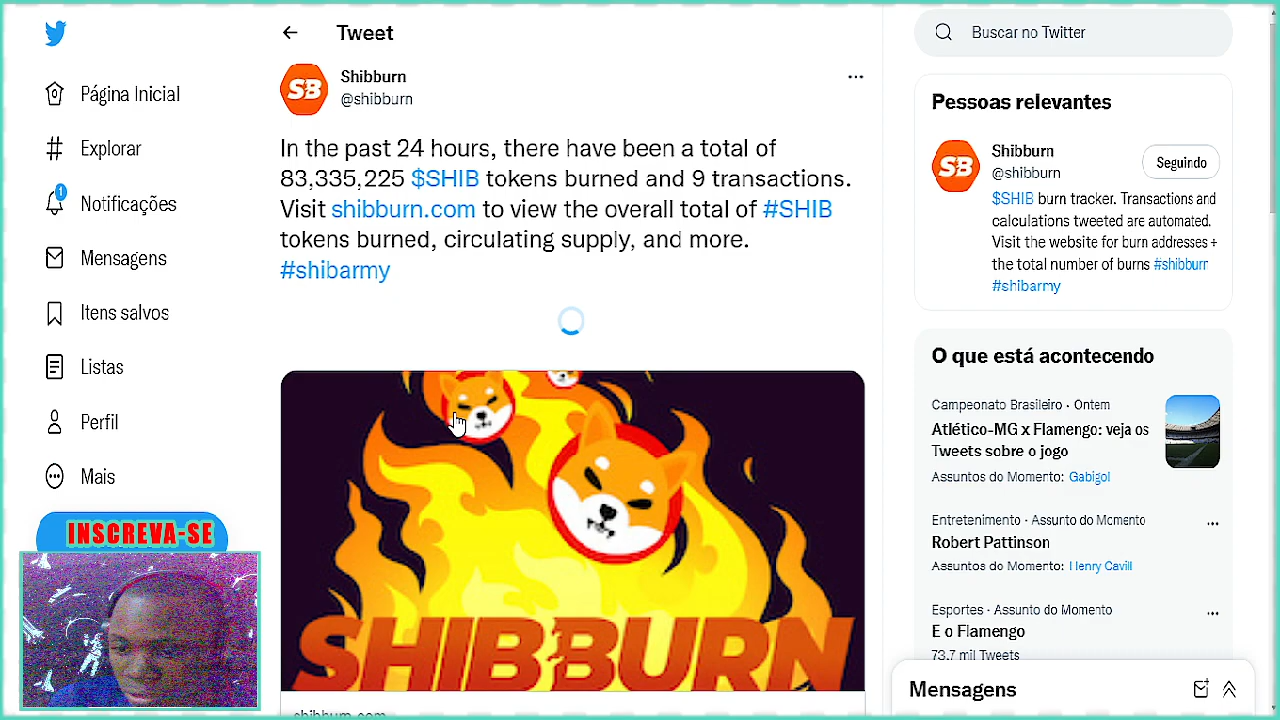 Tweet
Buscar no Twitter
SB
Shibburn
@shibburn
In the past 24 hours, there have been a total of
83,335,225 $SHIB tokens burned and 9 transactions.
Visit shibburn.com to view the overall total of #SHIB
tokens burned, circulating supply, and more.
#shibarmy
SHIBBURN
shibburn.com
Página Inicial
Explorar
1
Notificações
Mensagens
Itens salvos
Listas
Perfil
Mais
INSCREVA-SE
Pessoas relevantes
SB
Shibburn
@shibburn
Seguindo
$SHIB burn tracker. Transactions and
calculations tweeted are automated.
Visit the website for burn addresses +
the total number of burns #shibburn
#shibarmy
O que está acontecendo
Campeonato Brasileiro · Ontem
Atlético-MG x Flamengo: veja os
Tweets sobre o jogo
Assuntos do Momento: Gabigol
Entretenimento · Assunto do Momento
Robert Pattinson
Assuntos do Momento: Henry Cavill
Esportes · Assunto do Momento
E o Flamengo
73,7 mil Tweets
Mensagens